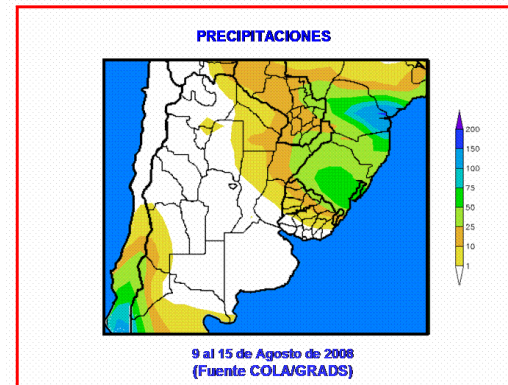 PRECIPITACIONES
200
150
100
75
50
25
10
1
9 al 15 de Agosto de 2008
(Fuente COLA/GRADS)